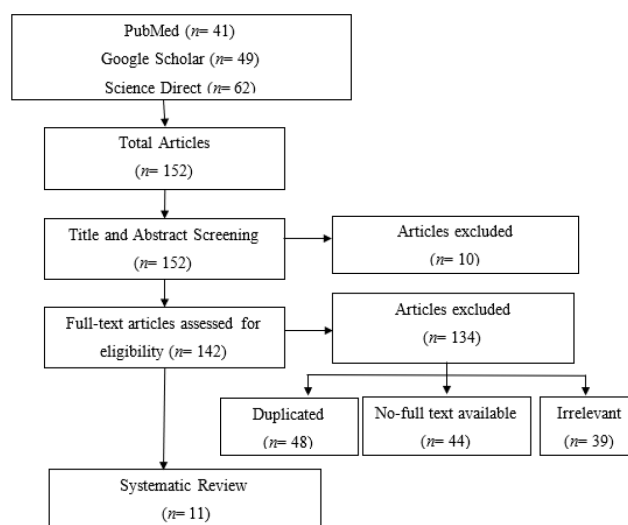 PubMed (n= 41)
Google Scholar (n= 49)
Science Direct (n= 62)
Total Articles
(n= 152)
Title and Abstract Screening
(n= 152)
Articles excluded
(n= 10)
Full-text articles assessed for
eligibility (n= 142)
Articles excluded
(n= 134)
Duplicated
(n= 48)
No-full text available
(n= 44)
Irrelevant
(n= 39)
Systematic Review
(n= 11)